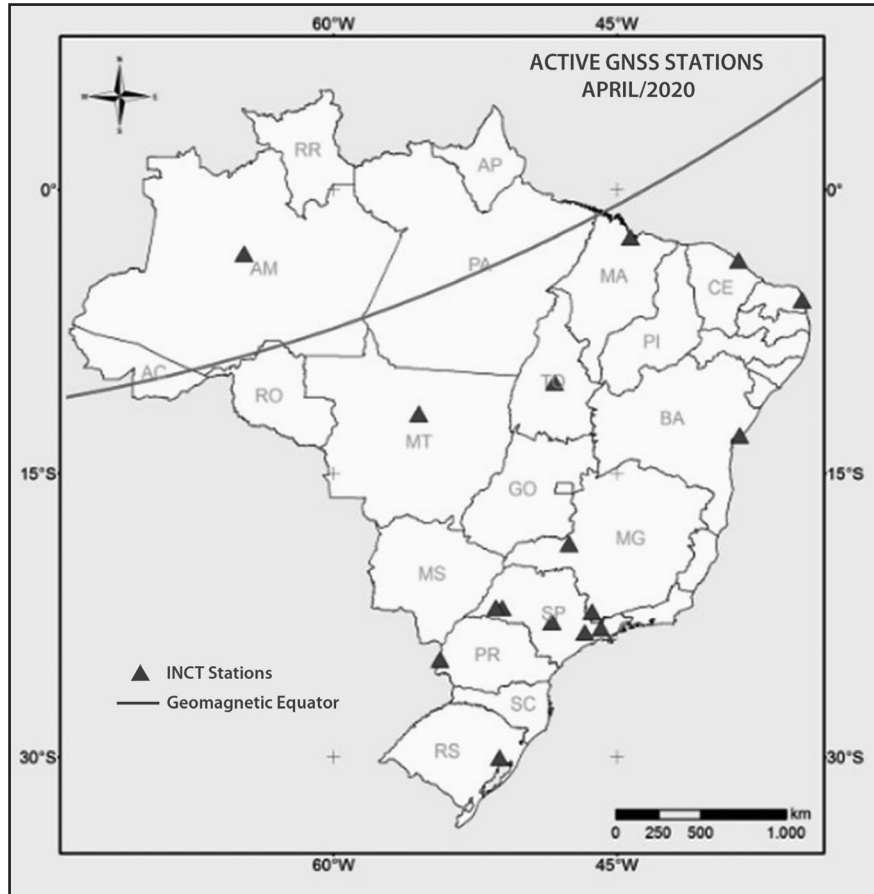 60°W 45°W
ACTIVE GNSS STATIONS
APRIL/2020
N
W E
S
RR
AP
0° 0°
AM
PA
MA
CE
PI
AC
TO
RO
BA
MT
15°S 15°S
GO
MG
MS
SP
PR
INCT Stations
Geomagnetic Equator
SC
RS
30°S 30°S
km
0 250 500 1.000
60°W 45°W